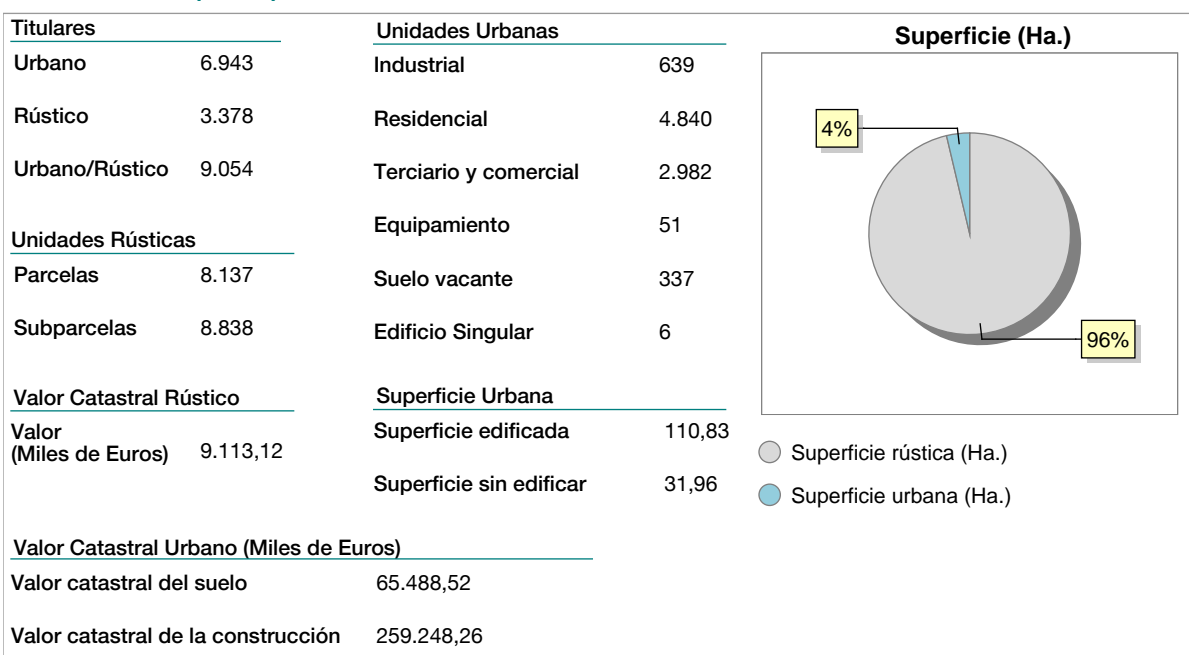 Titulares
Urbano 6.943
Rústico 3.378
Urbano/Rústico 9.054
Unidades Rústicas
Parcelas 8.137
Subparcelas 8.838
Valor Catastral Rústico
Valor
(Miles de Euros) 9.113,12
Unidades Urbanas
Industrial 639
Residencial 4.840
Terciario y comercial 2.982
Equipamiento 51
Suelo vacante 337
Edificio Singular 6
Superficie Urbana
Superficie edificada 110,83
Superficie sin edificar 31,96
Superficie (Ha.)
4%
96%
Superficie rústica (Ha.)
Superficie urbana (Ha.)
Valor Catastral Urbano (Miles de Euros)
Valor catastral del suelo 65.488,52
Valor catastral de la construcción 259.248,26